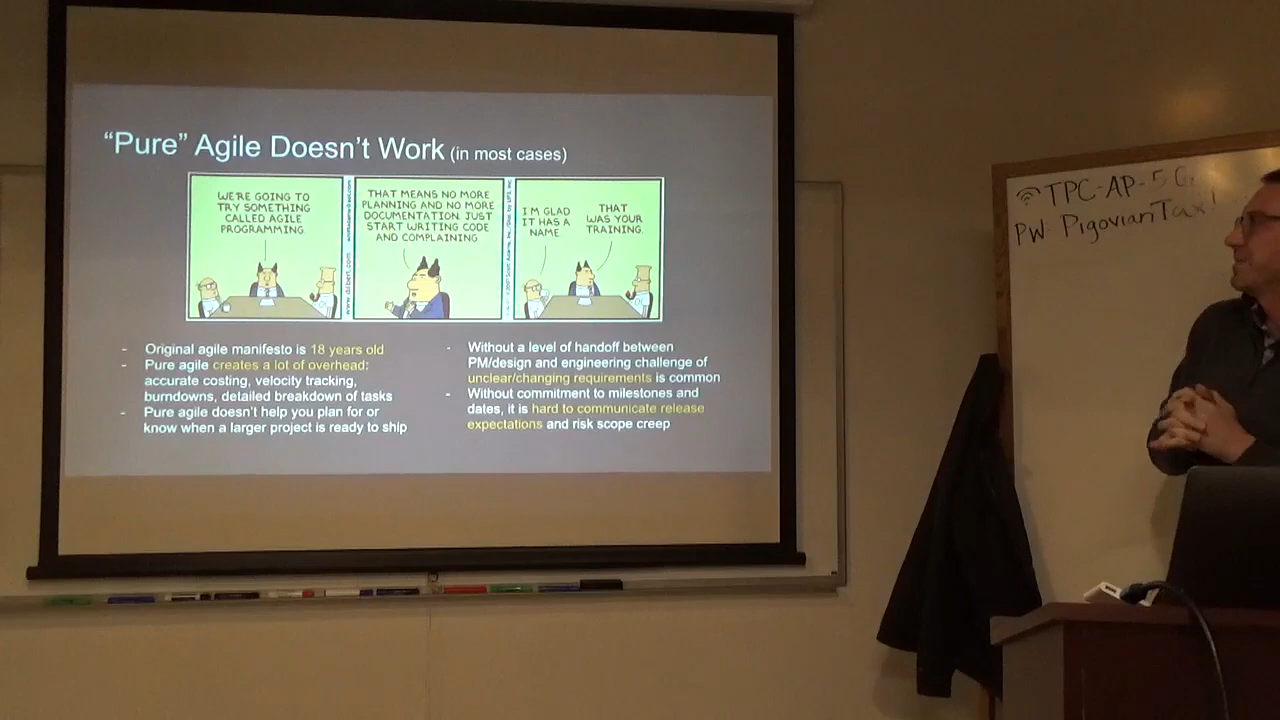 “Pure” Agile Doesn’t Work (in most cases)
WE'RE GOING TO
TRY SOMETHING
CALLED AGILE
PROGRAMMING.
www.dilbert.com
THAT MEANS NO MORE
PLANNING AND NO MORE
DOCUMENTATION. JUST
START WRITING CODE
AND COMPLAINING
I'M GLAD
IT HAS A
NAME
THAT
WAS YOUR
TRAINING.
- Original agile manifesto is 18 years old
- Pure agile creates a lot of overhead:
accurate costing, velocity tracking,
burndowns, detailed breakdown of tasks
- Pure agile doesn’t help you plan for or
know when a larger project is ready to ship
- Without a level of handoff between
PM/design and engineering challenge of
unclear/changing requirements is common
- Without commitment to milestones and
dates, it is hard to communicate release
expectations and risk scope creep
TPC-AP-5G
PW: PigovianTax!